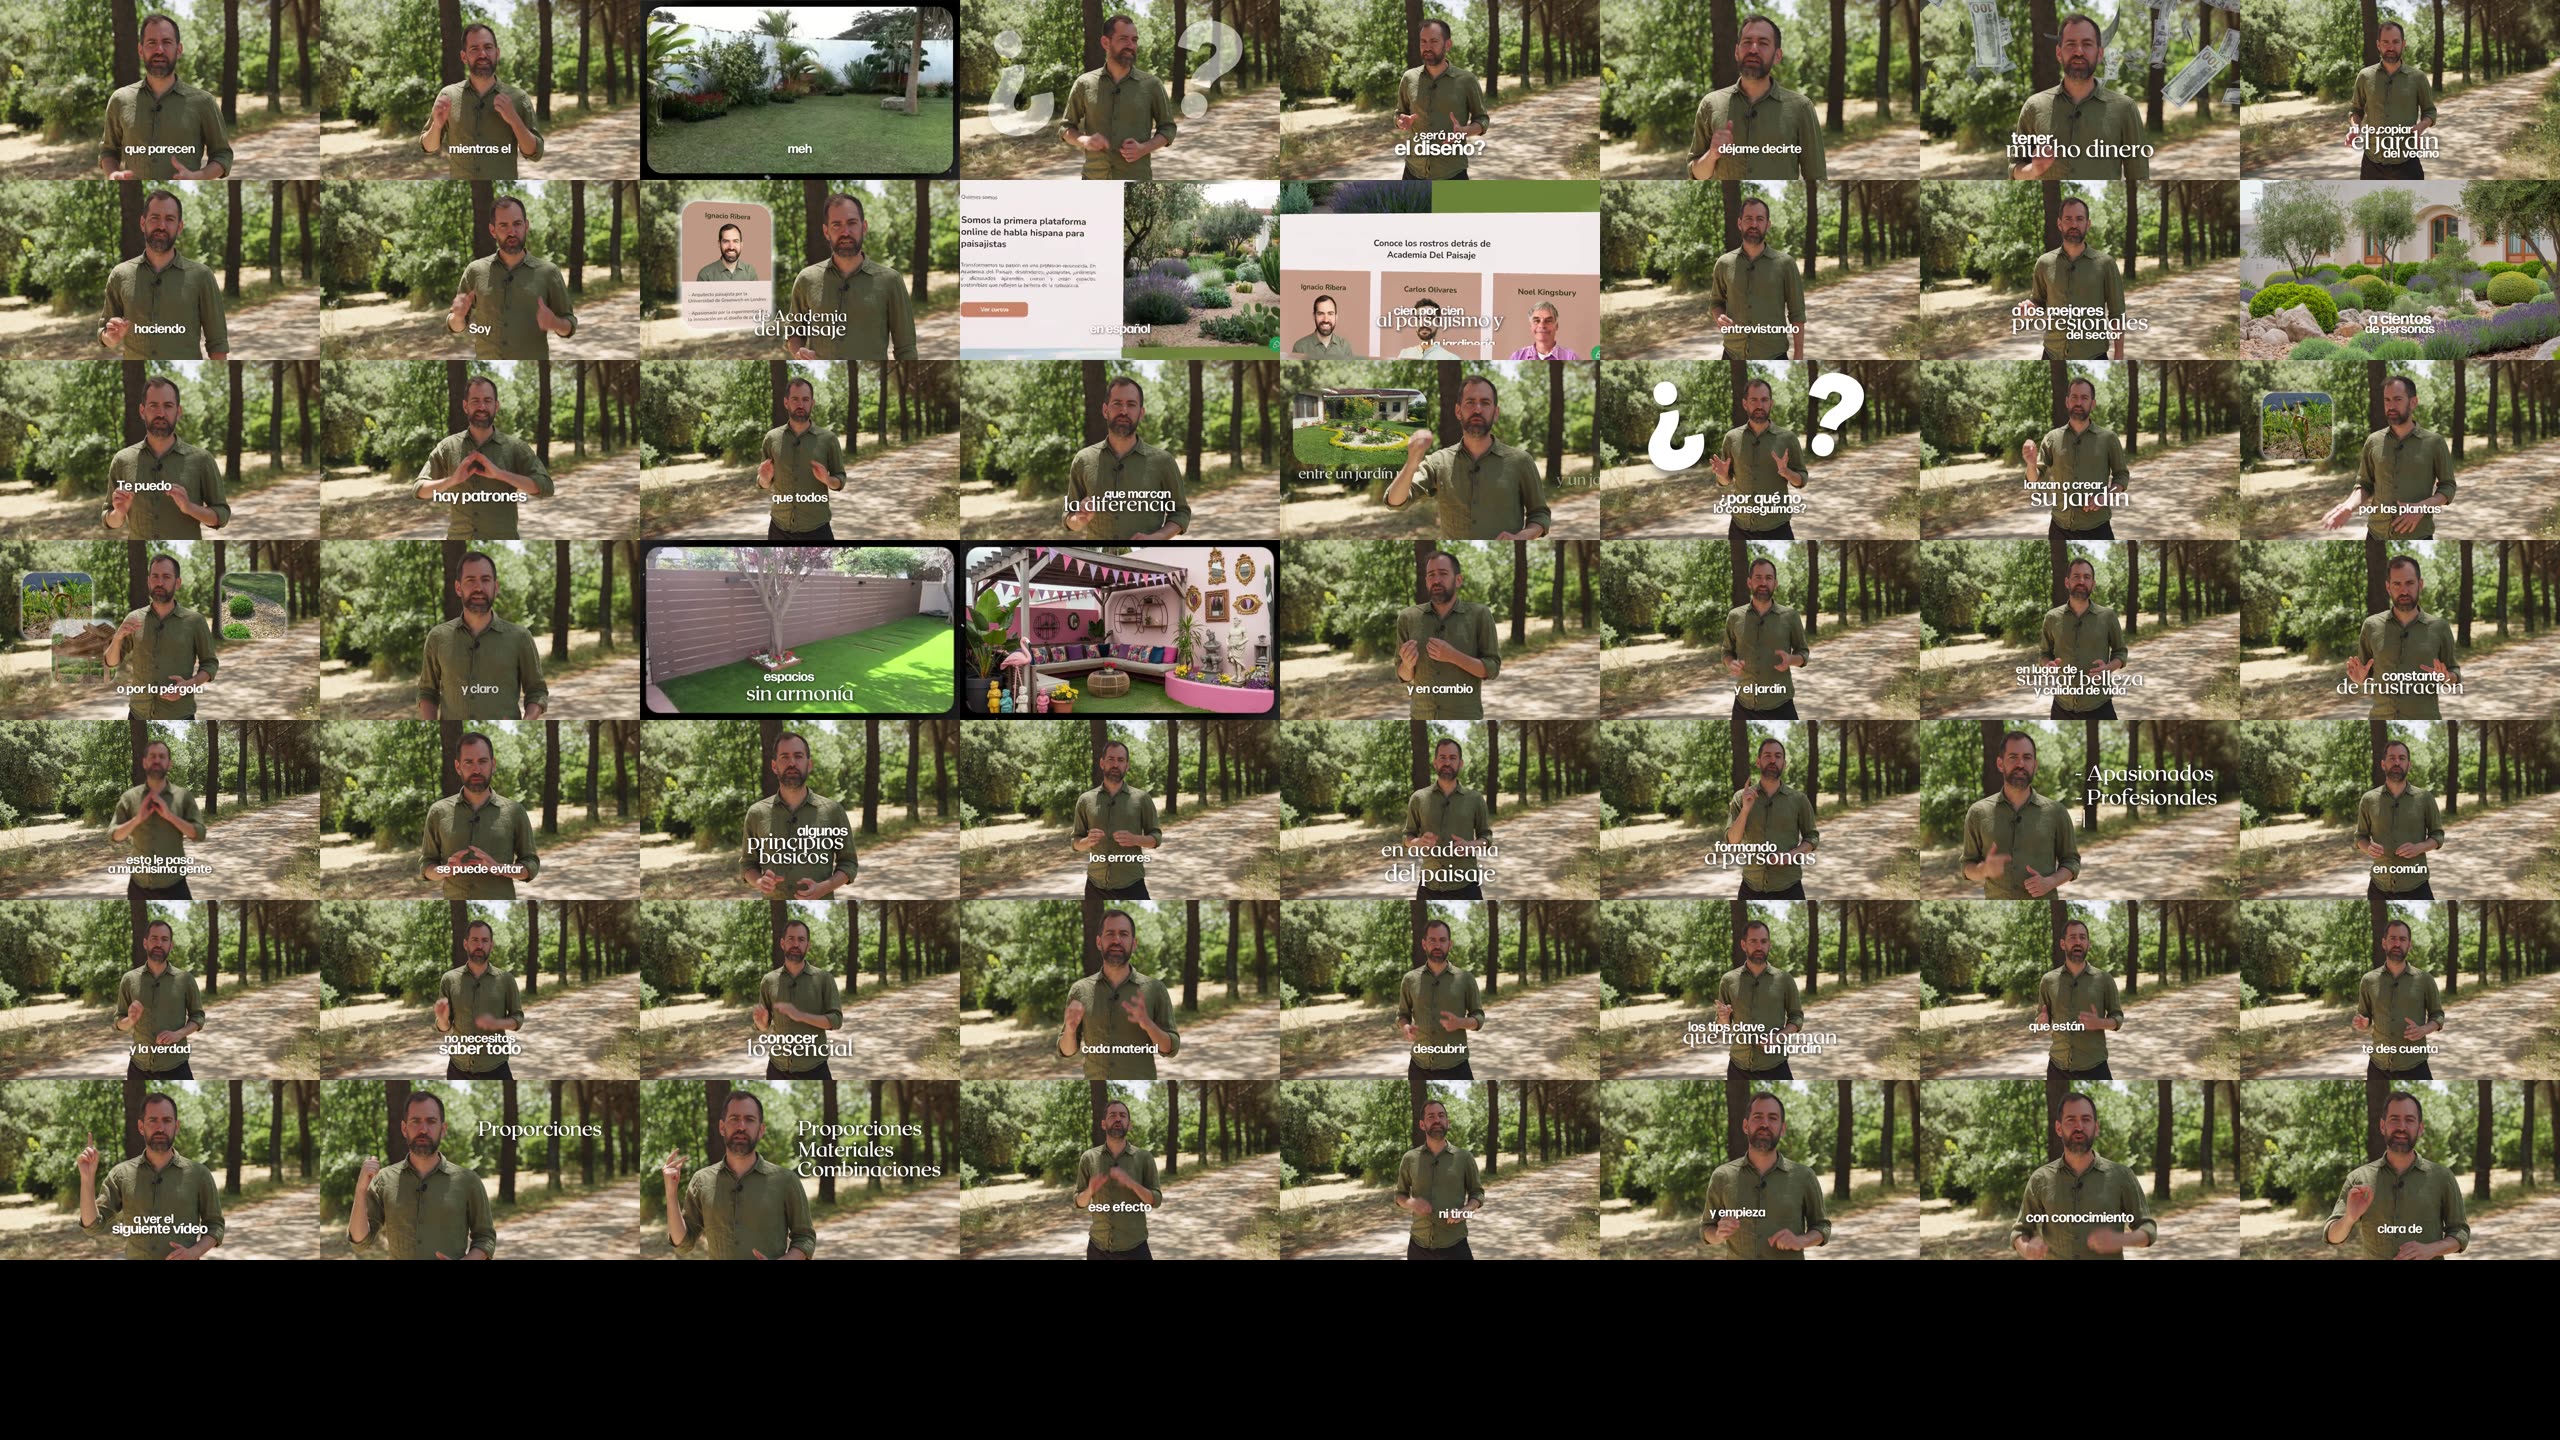 que parecen
mientras el
meh
¿ ?
¿será por
el diseño?
déjame decirte
tener
mucho dinero
ni de copiar
el jardín
del vecino
haciendo
Soy
Ignacio Ribera
de Academia
del paisaje
Quiénes somos
Somos la primera plataforma
online de habla hispana para
paisajistas
Ver cursos
en español
Conoce los rostros detrás de
Academia Del Paisaje
Ignacio Ribera
Carlos Olivares
Noel Kingsbury
cien por cien
al paisajismo y
a la jardinería
entrevistando
a los mejores
profesionales
del sector
a cientos
de personas
Te puedo
hay patrones
que todos
que marcan
la diferencia
entre un jardín
¿ ?
¿por qué no
lo conseguimos?
lanzan a crear
su jardín
por las plantas
o por la pérgola
y claro
espacios
sin armonía
y en cambio
y el jardín
en lugar de
sumar belleza
y calidad de vida
constante
de frustración
esto le pasa
a muchísima gente
se puede evitar
algunos
principios
básicos
los errores
en academia
del paisaje
formando
a personas
- Apasionados
- Profesionales
en común
y la verdad
no necesitas
saber todo
conocer
lo esencial
cada material
descubrir
los tips clave
que transforman
un jardín
que están
te des cuenta
a ver el
siguiente vídeo
Proporciones
Proporciones
Materiales
Combinaciones
ese efecto
ni tirar
y empieza
con conocimiento
clara de